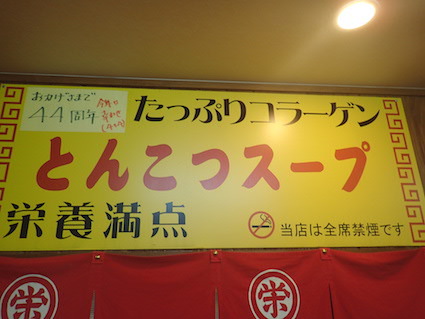 おかげさまで
44周年
たっぷりコラーゲン
とんこつスープ
栄養満点
当店は全席禁煙です
栄
栄